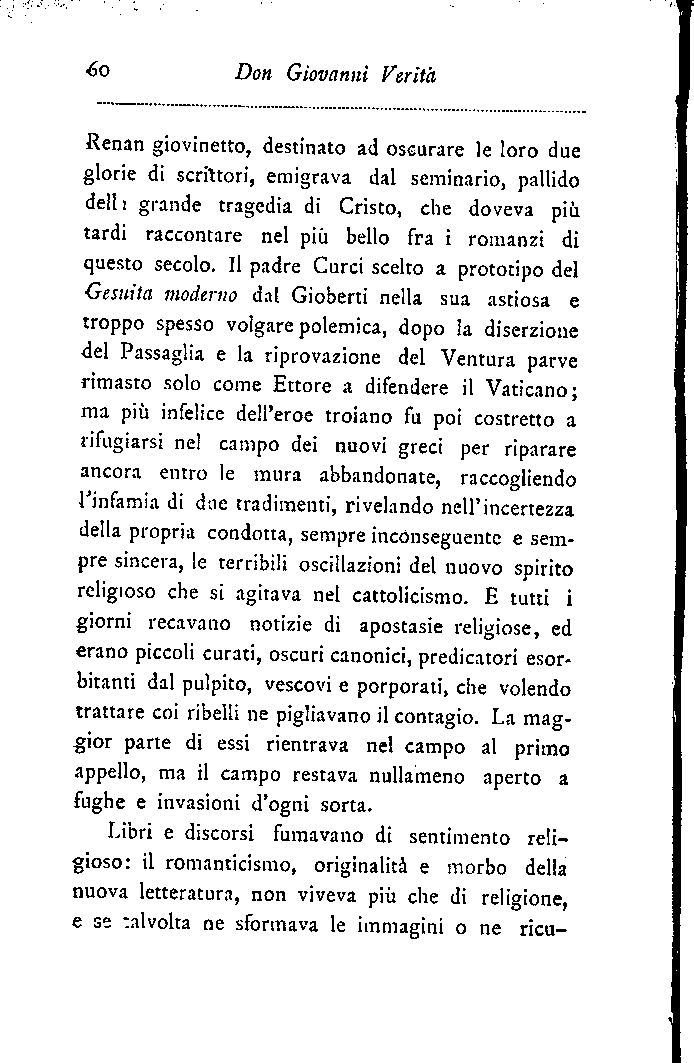 60 Don Giovanni Verità
Renan giovinetto, destinato ad oscurare le loro due
glorie di scrittori, emigrava dal seminario, pallido
della grande tragedia di Cristo, che doveva più
tardi raccontare nel più bello fra i romanzi di
questo secolo. Il padre Curci scelto a prototipo del
Gesuita moderno dal Gioberti nella sua astiosa e
troppo spesso volgare polemica, dopo la diserzione
del Passaglia e la riprovazione del Ventura parve
rimasto solo come Ettore a difendere il Vaticano;
ma più infelice dell'eroe troiano fu poi costretto a
rifugiarsi nel campo dei nuovi greci per riparare
ancora entro le mura abbandonate, raccogliendo
l'infamia di due tradimenti, rivelando nell'incertezza
della propria condotta, sempre inconseguente e sem-
pre sincera, le terribili oscillazioni del nuovo spirito
religioso che si agitava nel cattolicismo. E tutti i
giorni recavano notizie di apostasie religiose, ed
erano piccoli curati, oscuri canonici, predicatori esor-
bitanti dal pulpito, vescovi e porporati, che volendo
trattare coi ribelli ne pigliavano il contagio. La mag-
gior parte di essi rientrava nel campo al primo
appello, ma il campo restava nullameno aperto a
fughe e invasioni d'ogni sorta.
Libri e discorsi fumavano di sentimento reli-
gioso: il romanticismo, originalità e morbo della
nuova letteratura, non viveva più che di religione,
e se talvolta ne sformava le immagini o ne ricu-